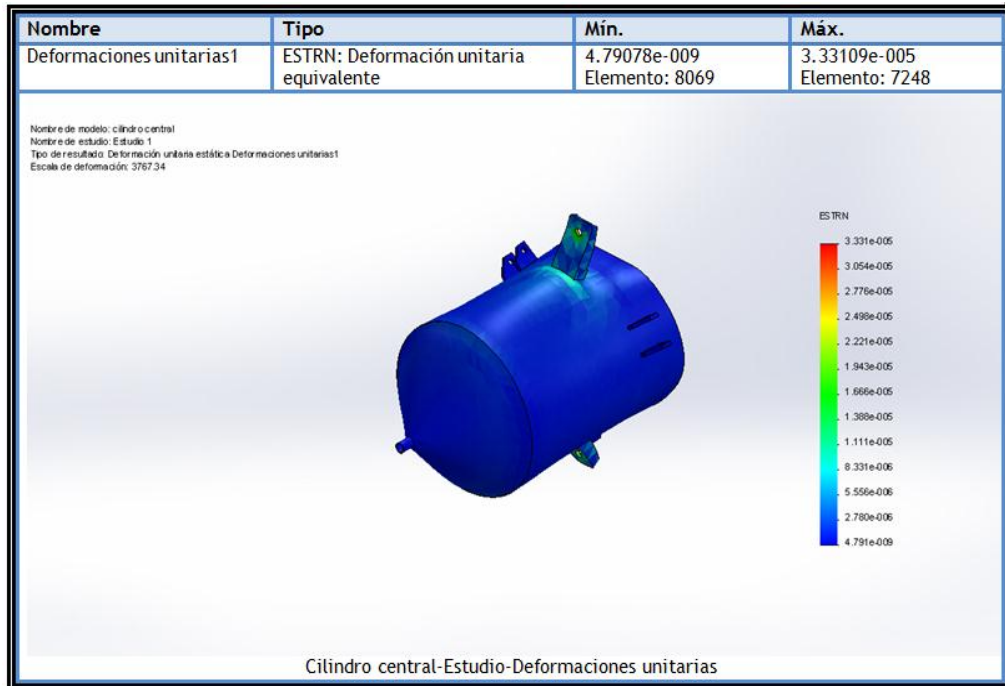 Nombre Tipo Mín. Máx.
Deformaciones unitarias1 ESTRN: Deformación unitaria equivalente 4.79078e-009 Elemento: 8069 3.33109e-005 Elemento: 7248
Nombre de modelo: cilindro central
Nombre de estudio: Estudio 1
Tipo de resultado: Deformación unitaria estática Deformaciones unitarias1
Escala de deformación: 3767.34
ESTRN
3.331e-005
3.054e-005
2.776e-005
2.498e-005
2.221e-005
1.943e-005
1.666e-005
1.388e-005
1.111e-005
8.331e-006
5.556e-006
2.780e-006
4.791e-009
Cilindro central-Estudio-Deformaciones unitarias